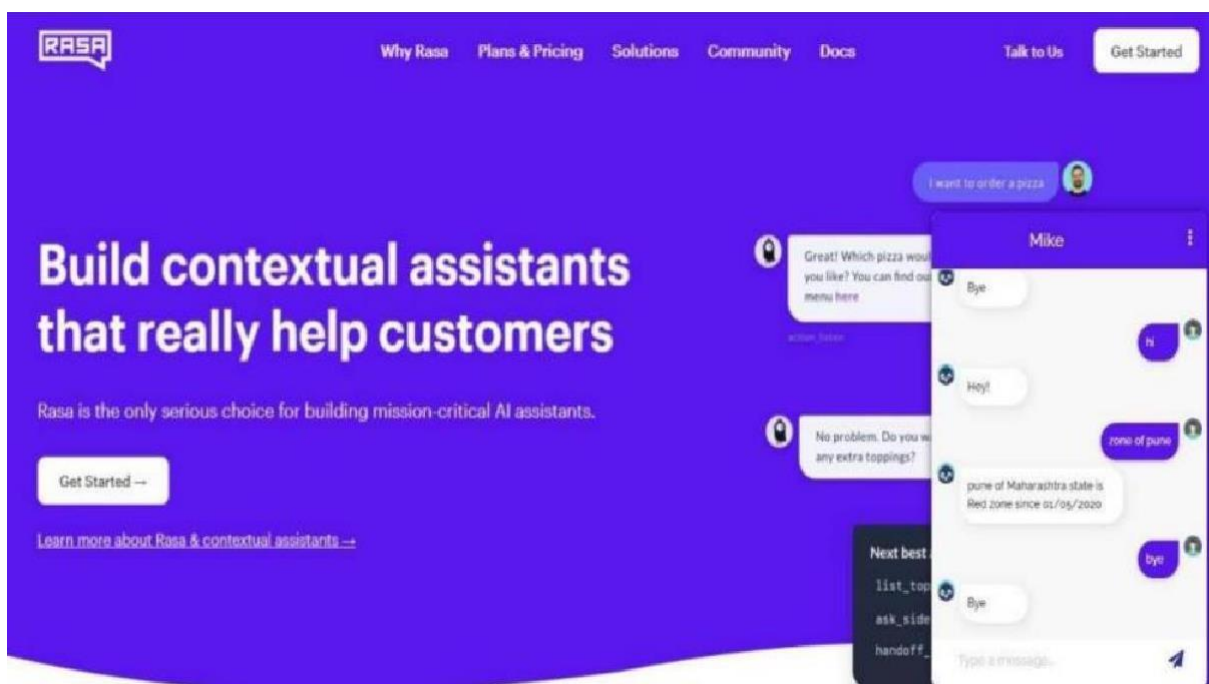 RASA
Why Rasa Plans & Pricing Solutions Community Docs Talk to Us Get Started
Build contextual assistants
that really help customers
Rasa is the only serious choice for building mission-critical AI assistants.
Get Started →
Learn more about Rasa & contextual assistants →
I want to order a pizza
Great! Which pizza woul
you like? You can find ou
menu here
No problem. Do you w
any extra toppings?
Next best
list_top
ask_side
handoff_
Mike
Bye
hi
Hey!
zone of pune
pune of Maharashtra state is
Red zone since 01/05/2020
bye
Bye
Type a message..